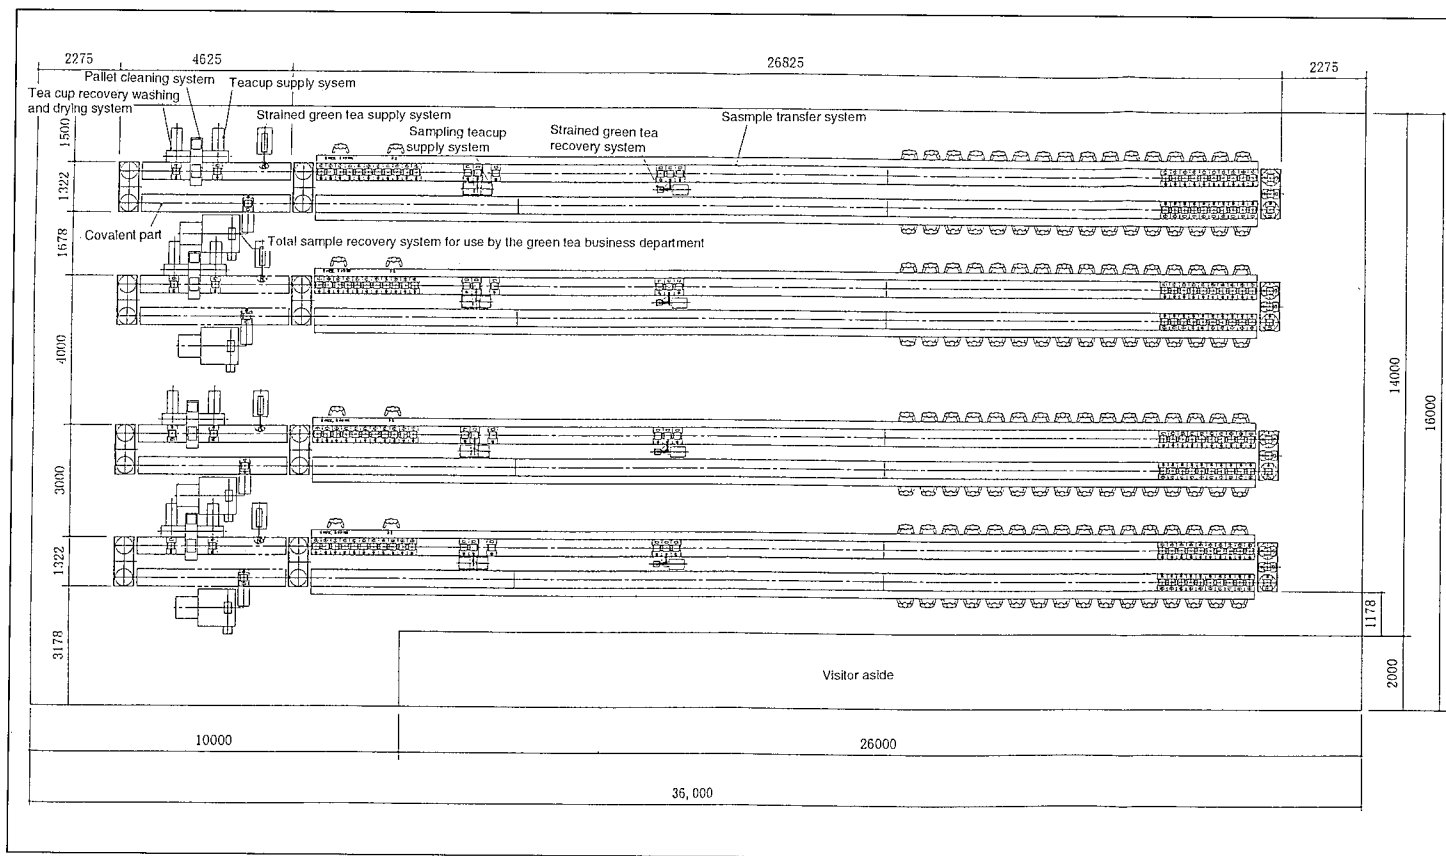 2275
4625
26825
2275
Pallet cleaning system
Teacup supply sysem
Tea cup recovery washing
and drying system
Strained green tea supply system
Sampling teacup
supply system
Strained green tea
recovery system
Sasmple transfer system
1500
1322
Covalent part
1678
Total sample recovery system for use by the green tea business department
4000
14000
16000
3000
1322
3178
1178
2000
Visitor aside
10000
26000
36,000